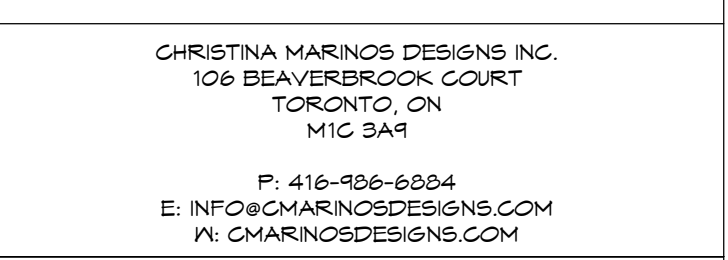 CHRISTINA MARINOS DESIGNS INC.
106 BEAVERBROOK COURT
TORONTO, ON
M1C 3A9
P: 416-986-6884
E: INFO@CMARINOSDESIGNS.COM
W: CMARINOSDESIGNS.COM